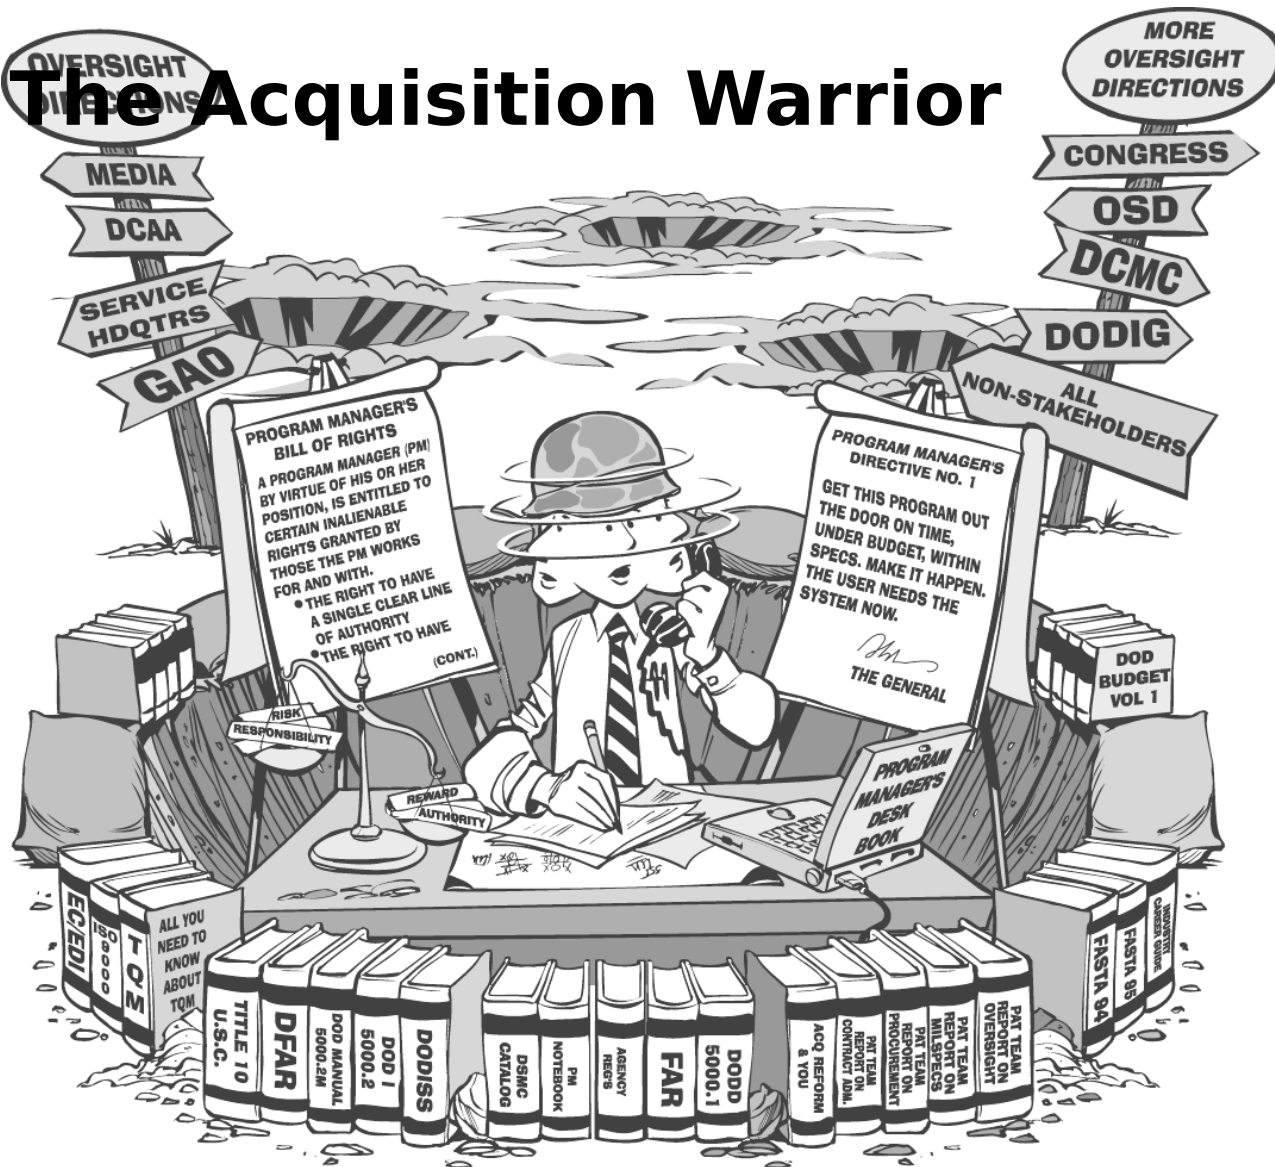 The Acquisition Warrior
OVERSIGHT
DIRECTIONS
MEDIA
DCAA
SERVICE
HDQTRS
GAO
MORE
OVERSIGHT
DIRECTIONS
CONGRESS
OSD
DCMC
DODIG
ALL
NON-STAKEHOLDERS
PROGRAM MANAGER'S
BILL OF RIGHTS
A PROGRAM MANAGER (PM)
BY VIRTUE OF HIS OR HER
POSITION, IS ENTITLED TO
CERTAIN INALIENABLE
RIGHTS GRANTED BY
THOSE THE PM WORKS
FOR AND WITH.
• THE RIGHT TO HAVE
A SINGLE CLEAR LINE
OF AUTHORITY
• THE RIGHT TO HAVE
(CONT.)
PROGRAM MANAGER'S
DIRECTIVE NO. 1
GET THIS PROGRAM OUT
THE DOOR ON TIME,
UNDER BUDGET, WITHIN
SPECS. MAKE IT HAPPEN.
THE USER NEEDS THE
SYSTEM NOW.
THE GENERAL
RISK
RESPONSIBILITY
REWARD
AUTHORITY
PROGRAM
MANAGER'S
DESK
BOOK
DOD
BUDGET
VOL 1
EC/EDI
ISO
9000
TQM
ALL YOU
NEED TO
KNOW
ABOUT
TQM
TITLE 10
U.S.C.
DFAR
DOD MANUAL
5000.2M
DOD I
5000.2
DODISS
DSMC
CATALOG
PM
NOTEBOOK
AGENCY
REG'S
FAR
DODD
5000.1
ACQ REFORM
& YOU
PAT TEAM
REPORT ON
CONTRACT ADM.
PAT TEAM
REPORT ON
PROCUREMENT
PAT TEAM
REPORT ON
MILSPECS
PAT TEAM
REPORT ON
OVERSIGHT
FASTA 94
FASTA 95
INDUSTRY
CAREER GUIDE